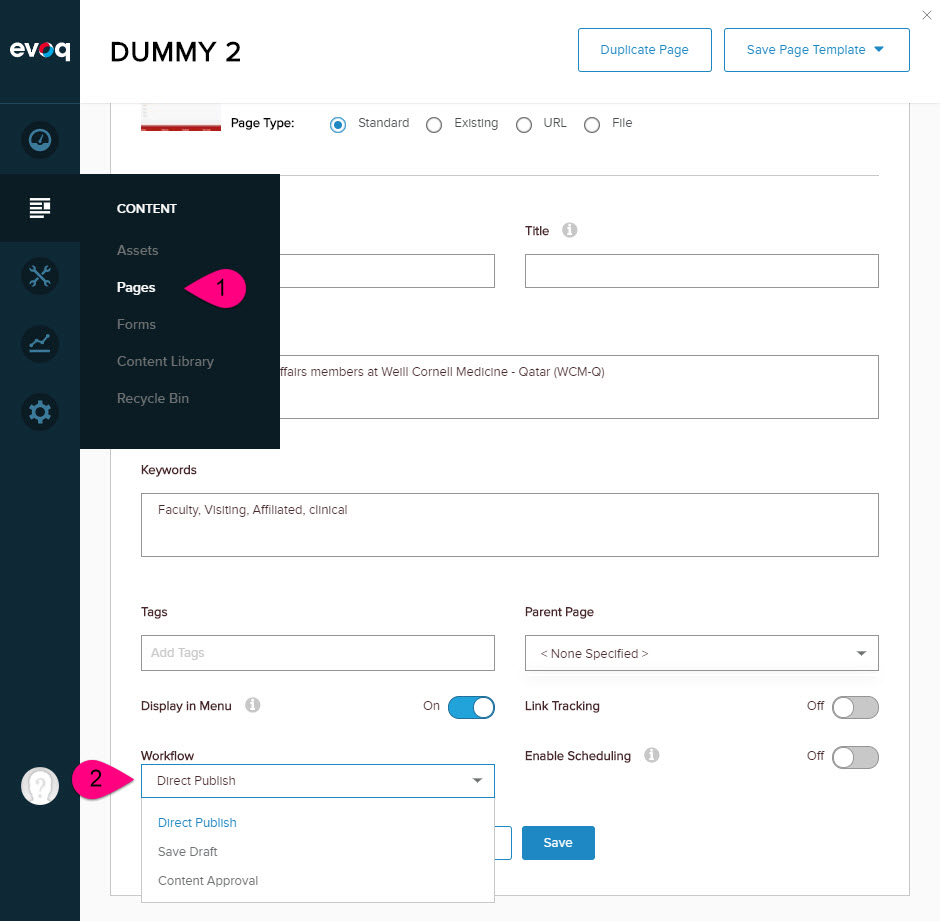 evoq
DUMMY 2
Duplicate Page
Save Page Template
Page Type:
Standard
Existing
URL
File
CONTENT
Assets
Pages
1
Forms
Content Library
Recycle Bin
Title
ffairs members at Weill Cornell Medicine - Qatar (WCM-Q)
Keywords
Faculty, Visiting, Affiliated, clinical
Tags
Parent Page
Add Tags
< None Specified >
Display in Menu
On
Link Tracking
Off
Workflow
Enable Scheduling
Off
2
Direct Publish
Direct Publish
Save Draft
Content Approval
Save